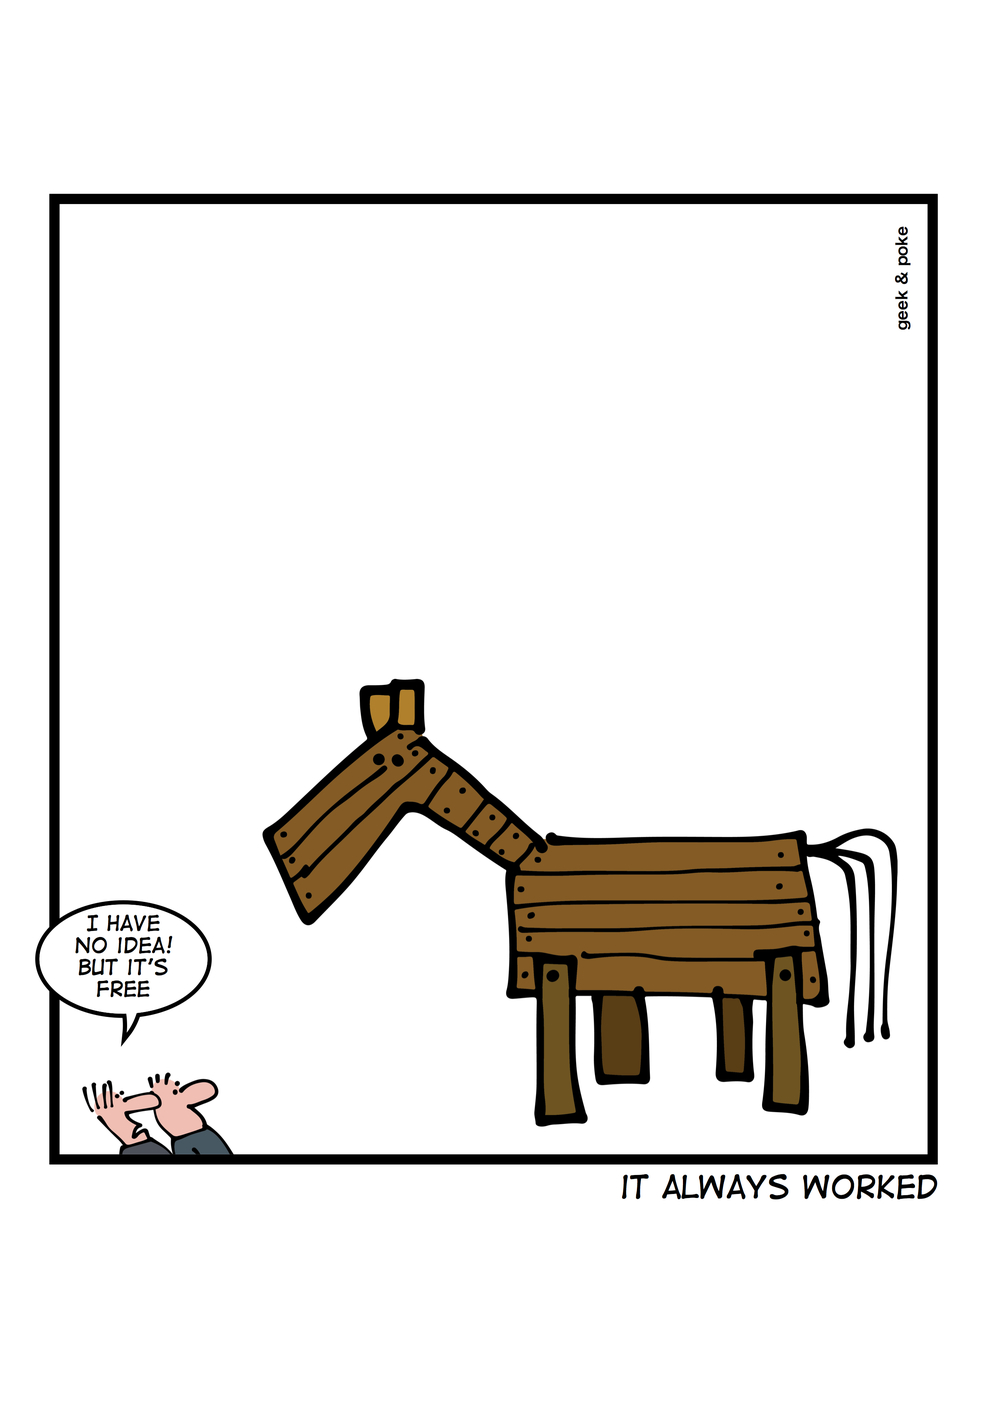 geek & poke
I HAVE
NO IDEA!
BUT IT'S
FREE
IT ALWAYS WORKED